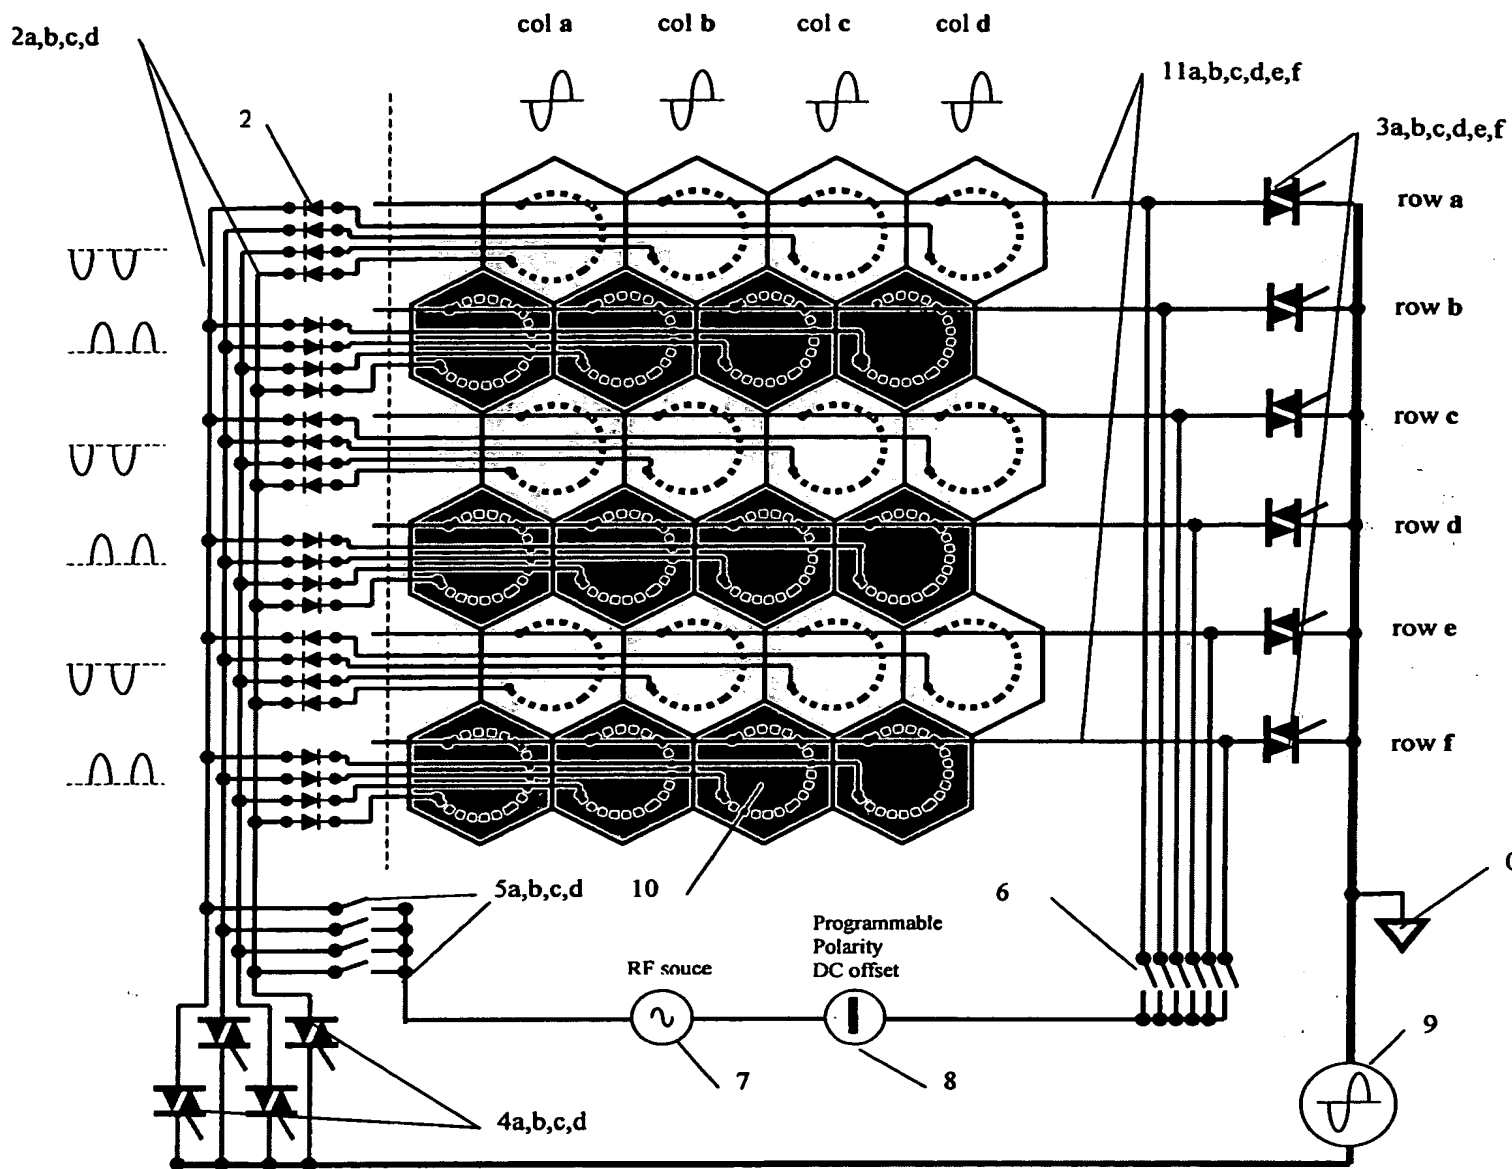 col a col b col c col d
2a,b,c,d
11a,b,c,d,e,f
2
3a,b,c,d,e,f
row a
row b
row c
row d
row e
row f
5a,b,c,d
10
6
Programmable
Polarity
DC offset
RF souce
9
7
8
4a,b,c,d